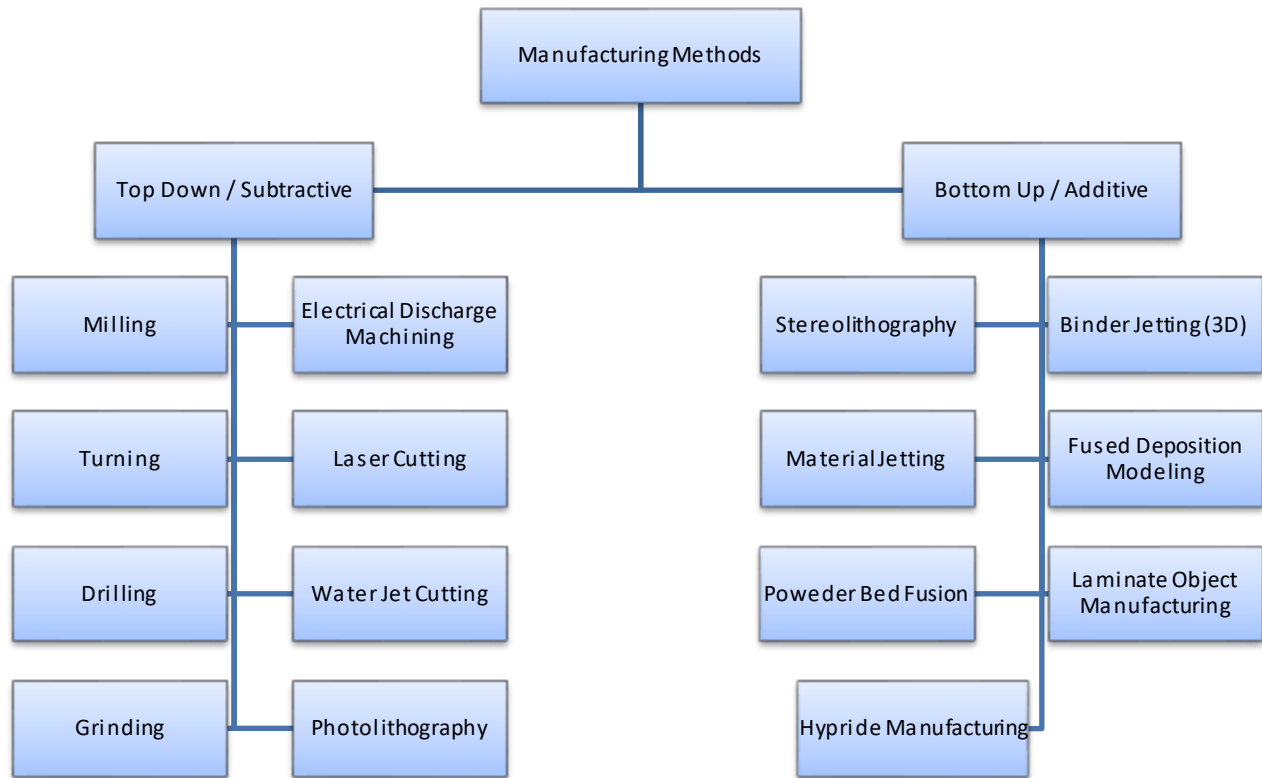 Manufacturing Methods
Top Down / Subtractive
Bottom Up / Additive
Milling
Electrical Discharge
Machining
Stereolithography
Binder Jetting (3D)
Turning
Laser Cutting
Material Jetting
Fused Deposition
Modeling
Drilling
Water Jet Cutting
Poweder Bed Fusion
Laminate Object
Manufacturing
Grinding
Photolithography
Hypride Manufacturing